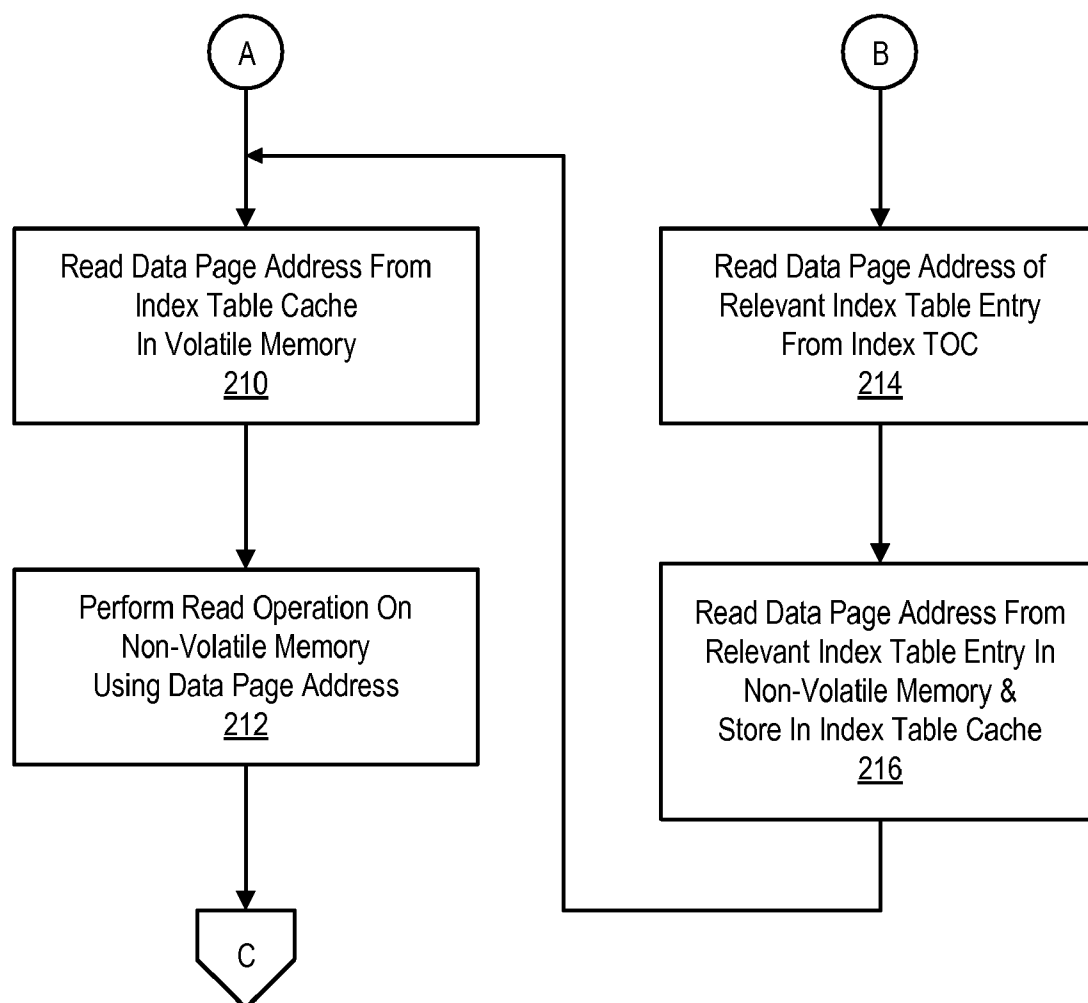 A
B
Read Data Page Address From
Index Table Cache
In Volatile Memory
210
Read Data Page Address of
Relevant Index Table Entry
From Index TOC
214
Perform Read Operation On
Non-Volatile Memory
Using Data Page Address
212
Read Data Page Address From
Relevant Index Table Entry In
Non-Volatile Memory &
Store In Index Table Cache
216
C